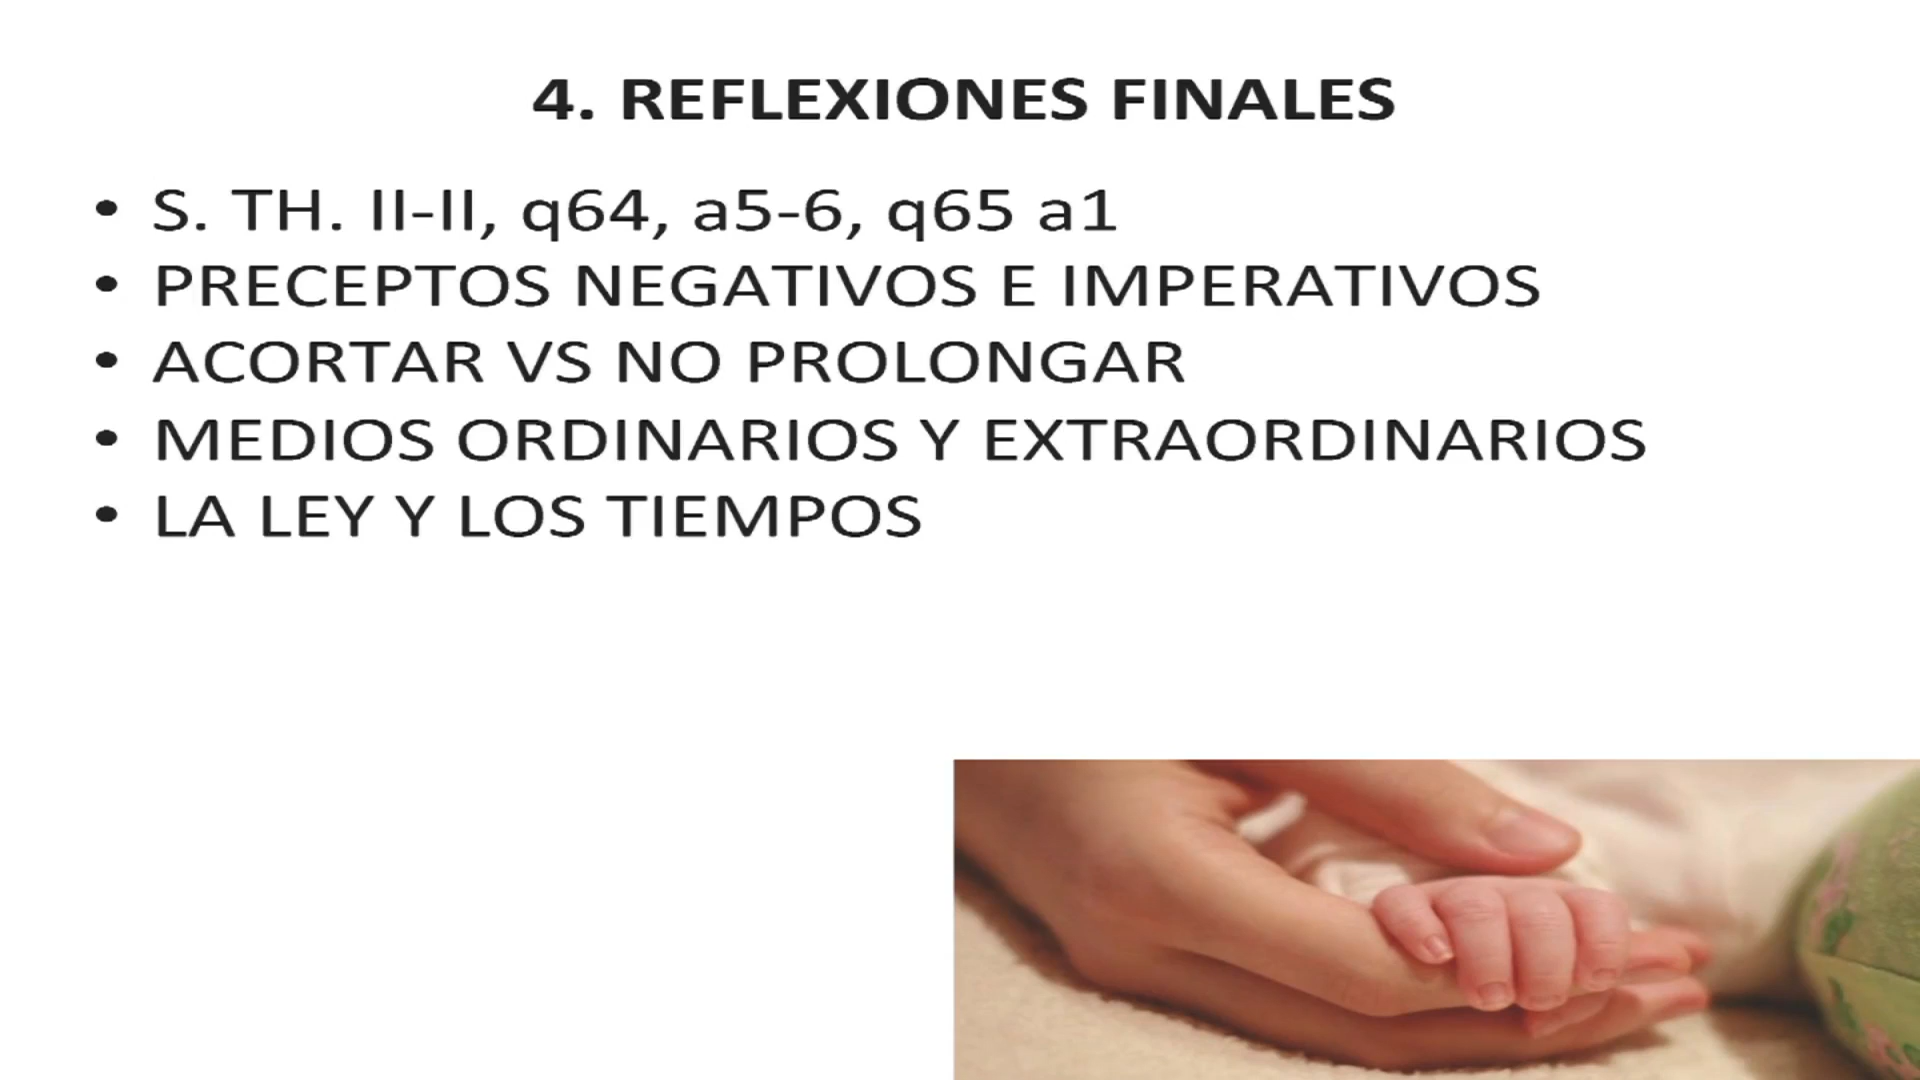 4. REFLEXIONES FINALES
• S. TH. II-II, q64, a5-6, q65 a1
• PRECEPTOS NEGATIVOS E IMPERATIVOS
• ACORTAR VS NO PROLONGAR
• MEDIOS ORDINARIOS Y EXTRAORDINARIOS
• LA LEY Y LOS TIEMPOS